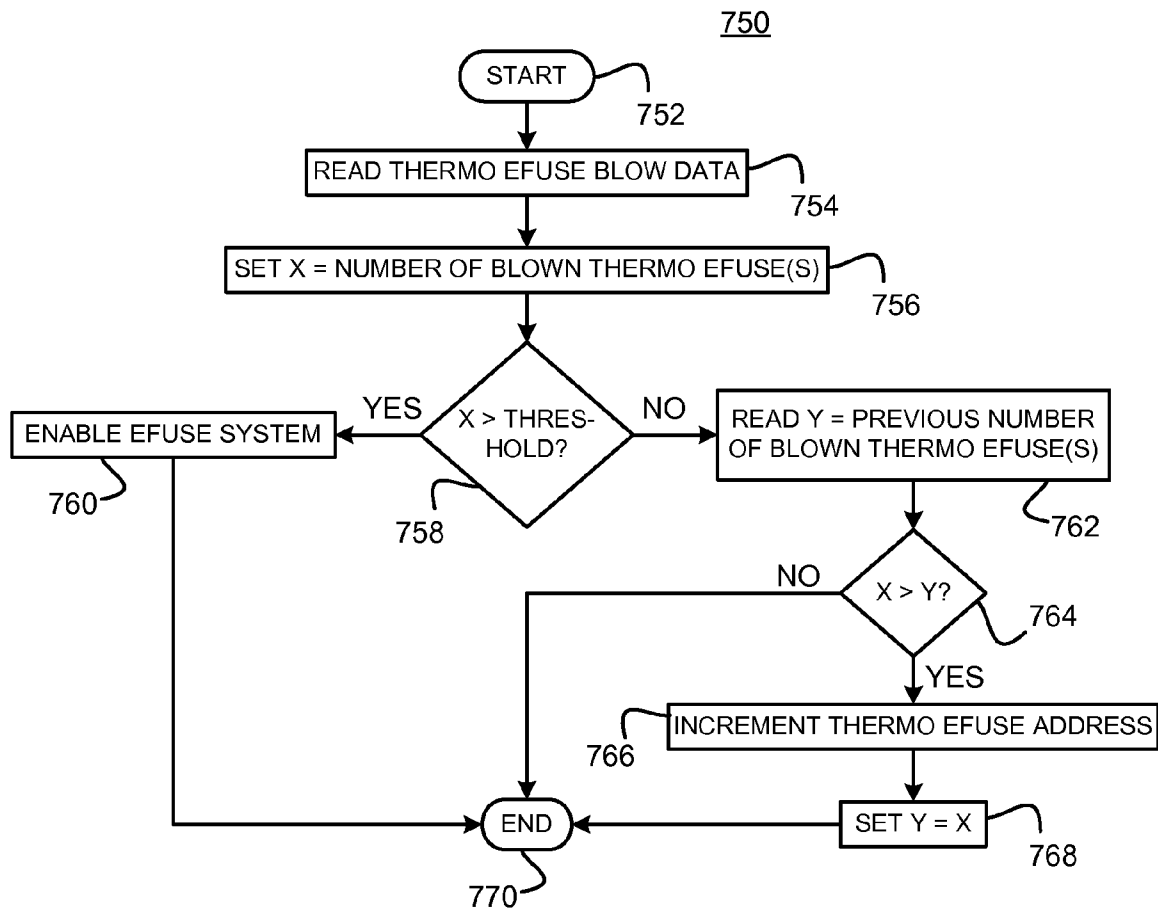 750
START
752
READ THERMO EFUSE BLOW DATA
754
SET X = NUMBER OF BLOWN THERMO EFUSE(S)
756
X > THRES-
HOLD?
758
YES
NO
ENABLE EFUSE SYSTEM
760
READ Y = PREVIOUS NUMBER
OF BLOWN THERMO EFUSE(S)
762
X > Y?
764
NO
YES
INCREMENT THERMO EFUSE ADDRESS
766
SET Y = X
768
END
770